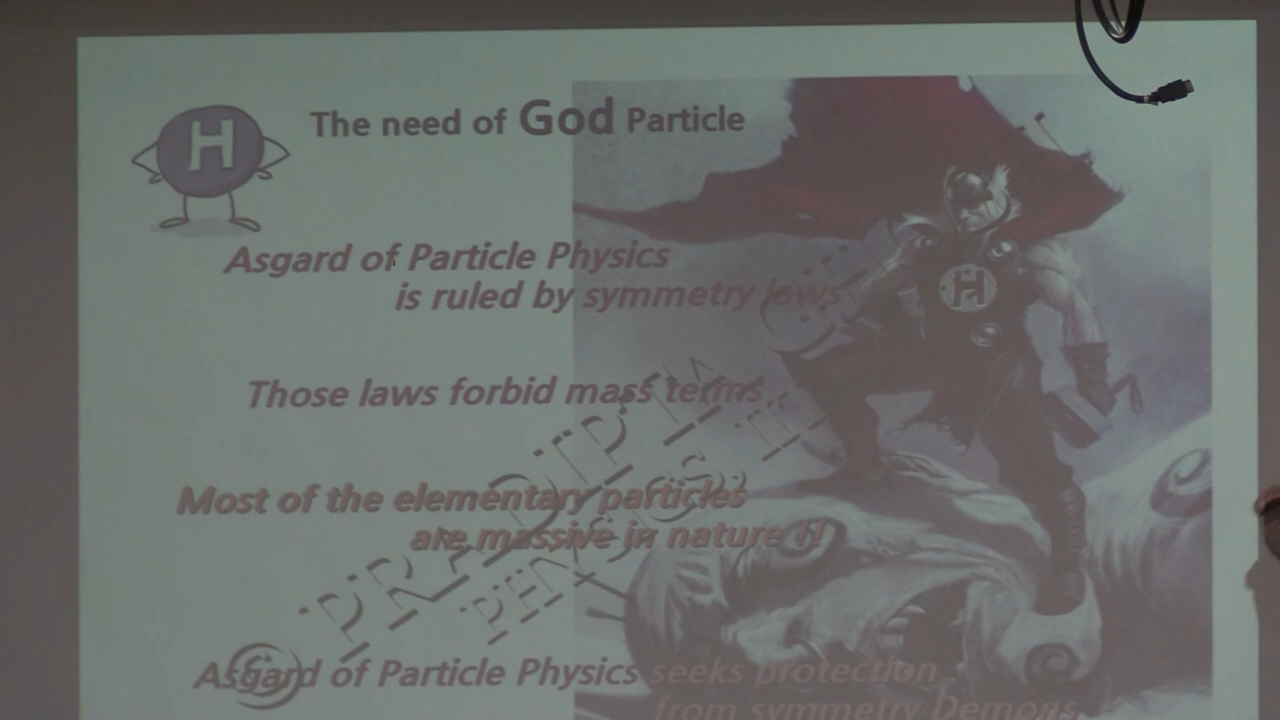 H
The need of God Particle
Asgard of Particle Physics
is ruled by symmetry laws
H
Those laws forbid mass terms
Most of the elementary particles
are massive in nature !!
Asgard of Particle Physics seeks protection
from symmetry Demons